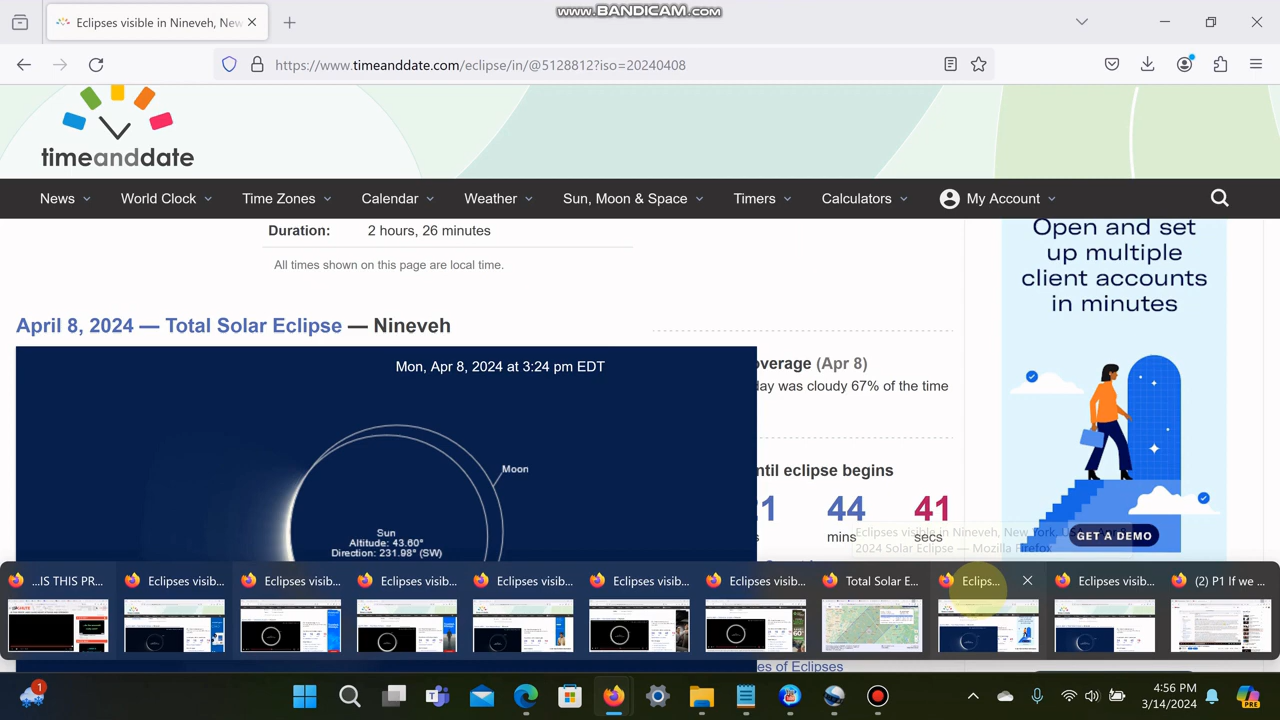 www.BANDICAM.com
Eclipses visible in Nineveh, New
https://www.timeanddate.com/eclipse/in/@5128812?iso=20240408
timeanddate
News World Clock Time Zones Calendar Weather Sun, Moon & Space Timers Calculators My Account
Duration: 2 hours, 26 minutes
All times shown on this page are local time.
Open and set
up multiple
client accounts
in minutes
GET A DEMO
April 8, 2024 — Total Solar Eclipse — Nineveh
Mon, Apr 8, 2024 at 3:24 pm EDT
Moon
Sun
Altitude: 43.60°
Direction: 231.98° (SW)
overage (Apr 8)
day was cloudy 67% of the time
ntil eclipse begins
1 44 41
s mins secs
Eclipses visible in Nineveh, New York, USA — Apr 8,
2024 Solar Eclipse — Mozilla Firefox
...IS THIS PR... Eclipses visib... Eclipses visib... Eclipses visib... Eclipses visib... Eclipses visib... Eclipses visib... Total Solar E... Eclips... Eclipses visib... (2) P1 If we ...
es of Eclipses
1
4:56 PM
3/14/2024
PRE